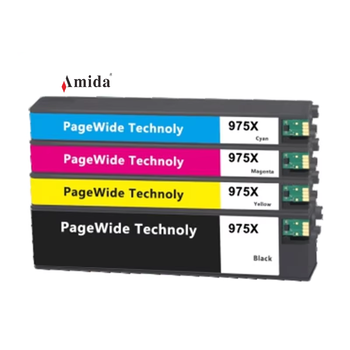 Amida®
PageWide Technoly 975X
Cyan
PageWide Technoly 975X
Magenta
PageWide Technoly 975X
Yellow
PageWide Technoly 975X
Black